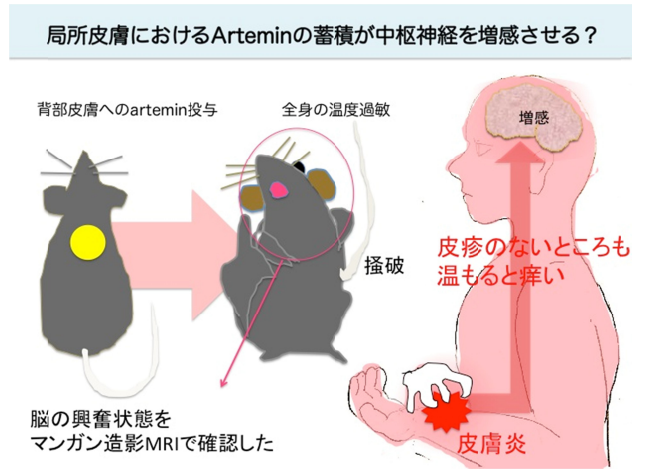 局所皮膚におけるArteminの蓄積が中枢神経を増感させる？
背部皮膚へのartemin投与
全身の温度過敏
増感
掻破
皮疹のないところも
温もると痒い
脳の興奮状態を
マンガン造影MRIで確認した
皮膚炎